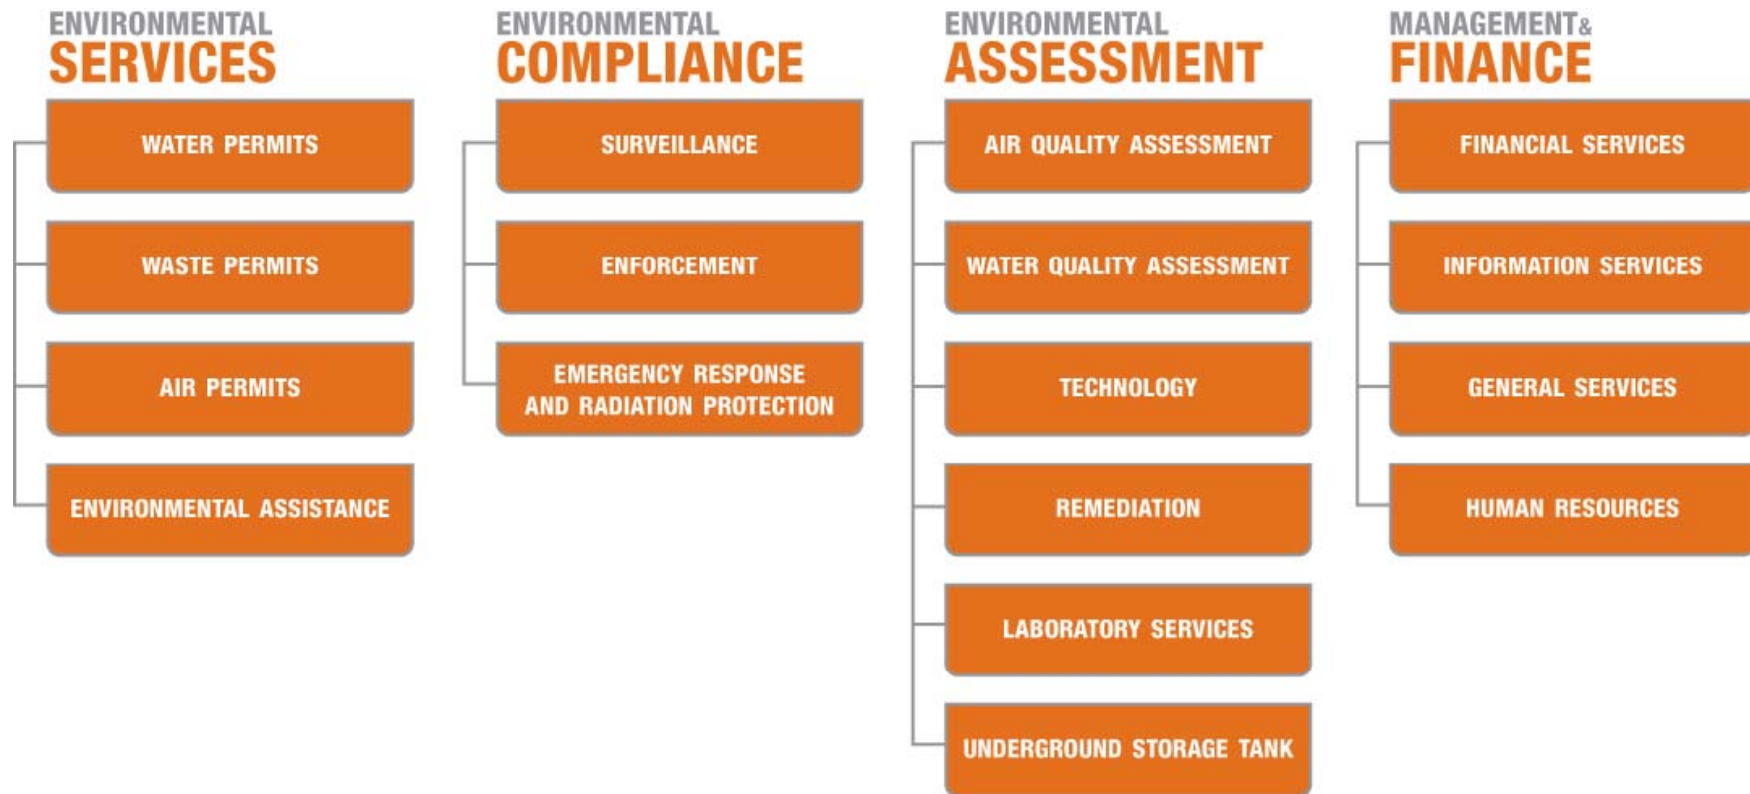 ENVIRONMENTAL
SERVICES
WATER PERMITS
WASTE PERMITS
AIR PERMITS
ENVIRONMENTAL ASSISTANCE
ENVIRONMENTAL
COMPLIANCE
SURVEILLANCE
ENFORCEMENT
EMERGENCY RESPONSE
AND RADIATION PROTECTION
ENVIRONMENTAL
ASSESSMENT
AIR QUALITY ASSESSMENT
WATER QUALITY ASSESSMENT
TECHNOLOGY
REMEDIATION
LABORATORY SERVICES
UNDERGROUND STORAGE TANK
MANAGEMENT&
FINANCE
FINANCIAL SERVICES
INFORMATION SERVICES
GENERAL SERVICES
HUMAN RESOURCES